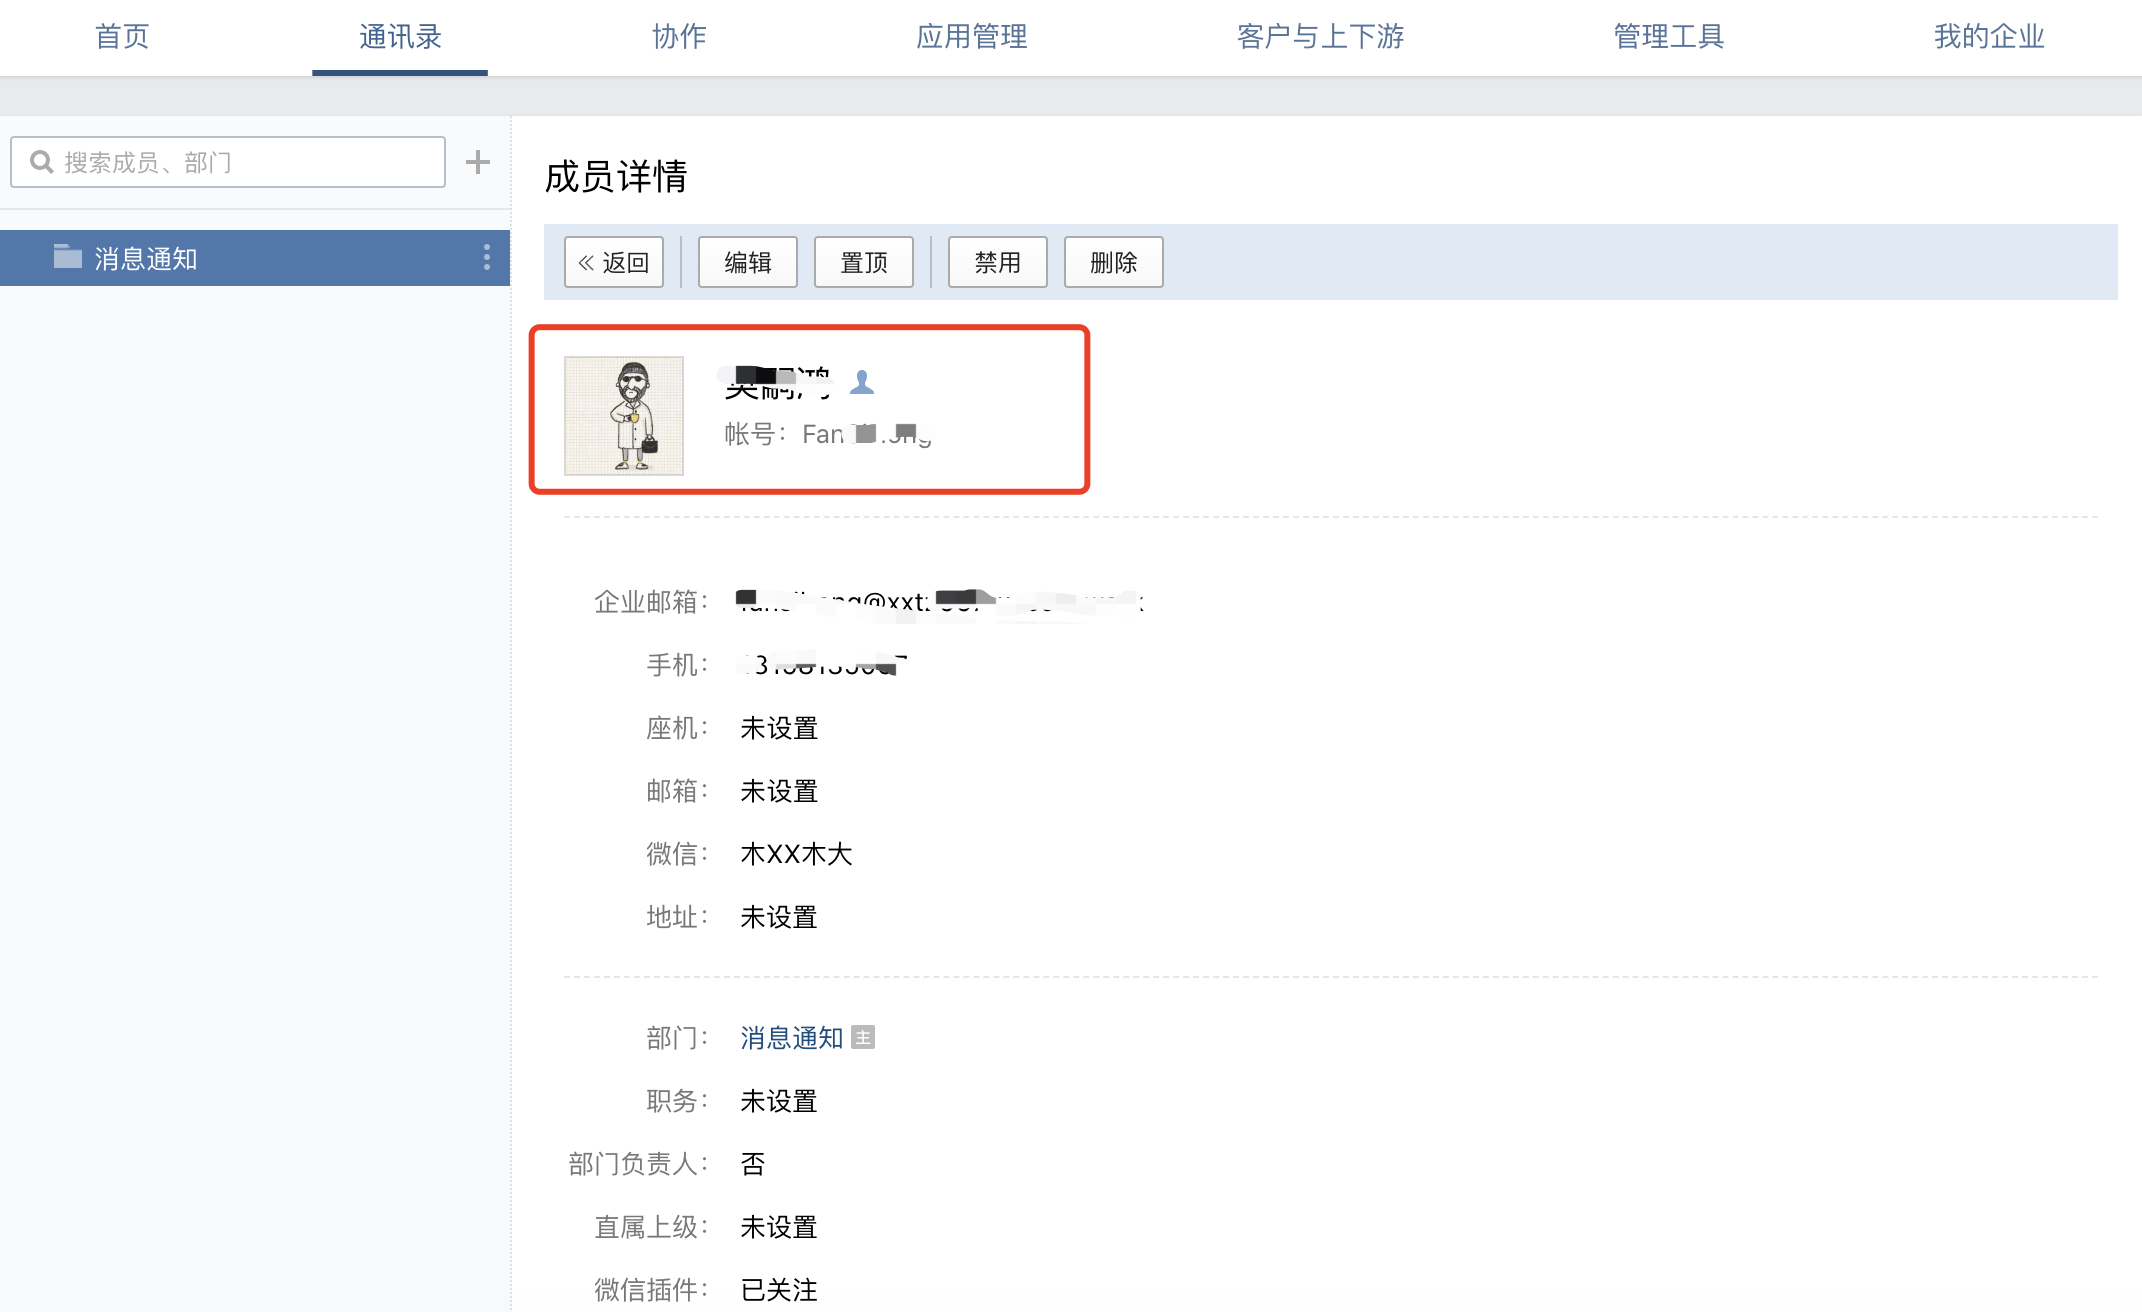 首页 通讯录 协作 应用管理 客户与上下游 管理工具 我的企业
搜索成员、部门
消息通知
成员详情
返回 编辑 置顶 禁用 删除
帐号：
企业邮箱：
手机：
座机： 未设置
邮箱： 未设置
微信： 木XX木大
地址： 未设置
部门： 消息通知 主
职务： 未设置
部门负责人： 否
直属上级： 未设置
微信插件： 已关注